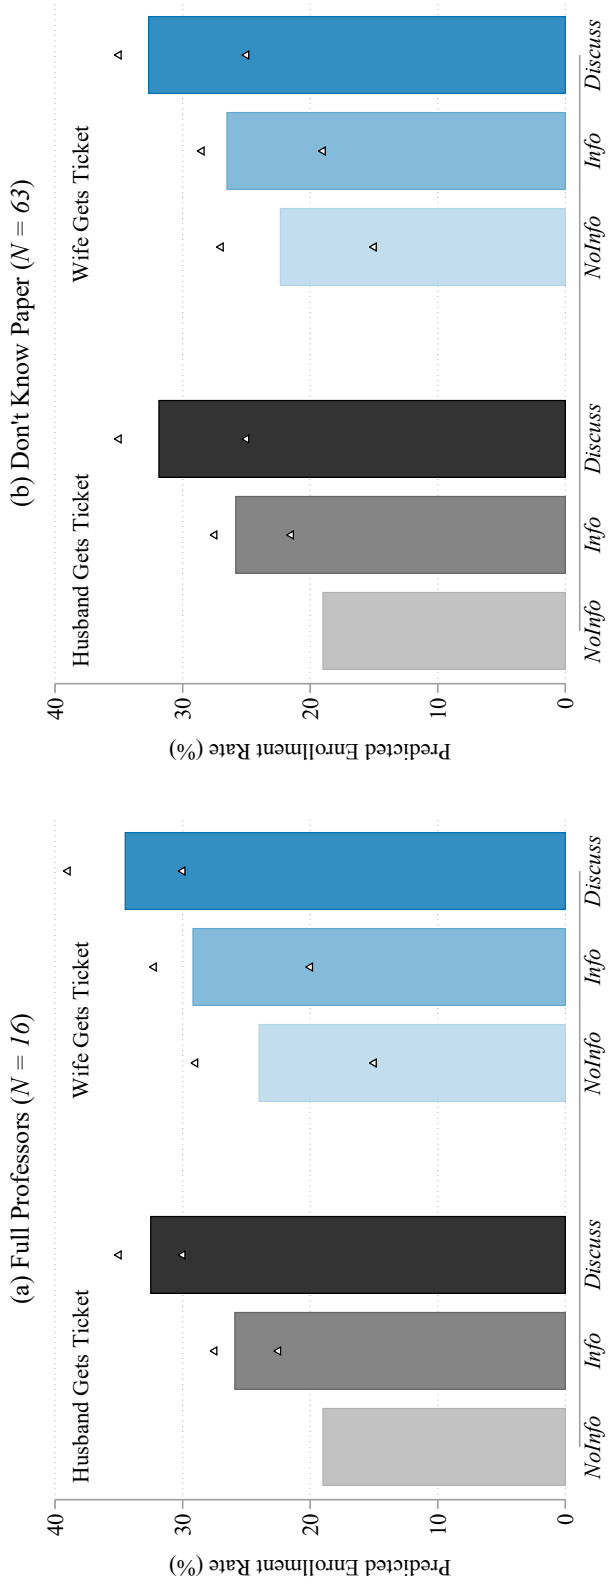 (a) Full Professors (N = 16)
Husband Gets Ticket
Wife Gets Ticket
Predicted Enrollment Rate (%)
40
30
20
10
0
NoInfo
Info
Discuss
NoInfo
Info
Discuss
(b) Don't Know Paper (N = 63)
Husband Gets Ticket
Wife Gets Ticket
Predicted Enrollment Rate (%)
40
30
20
10
0
NoInfo
Info
Discuss
NoInfo
Info
Discuss